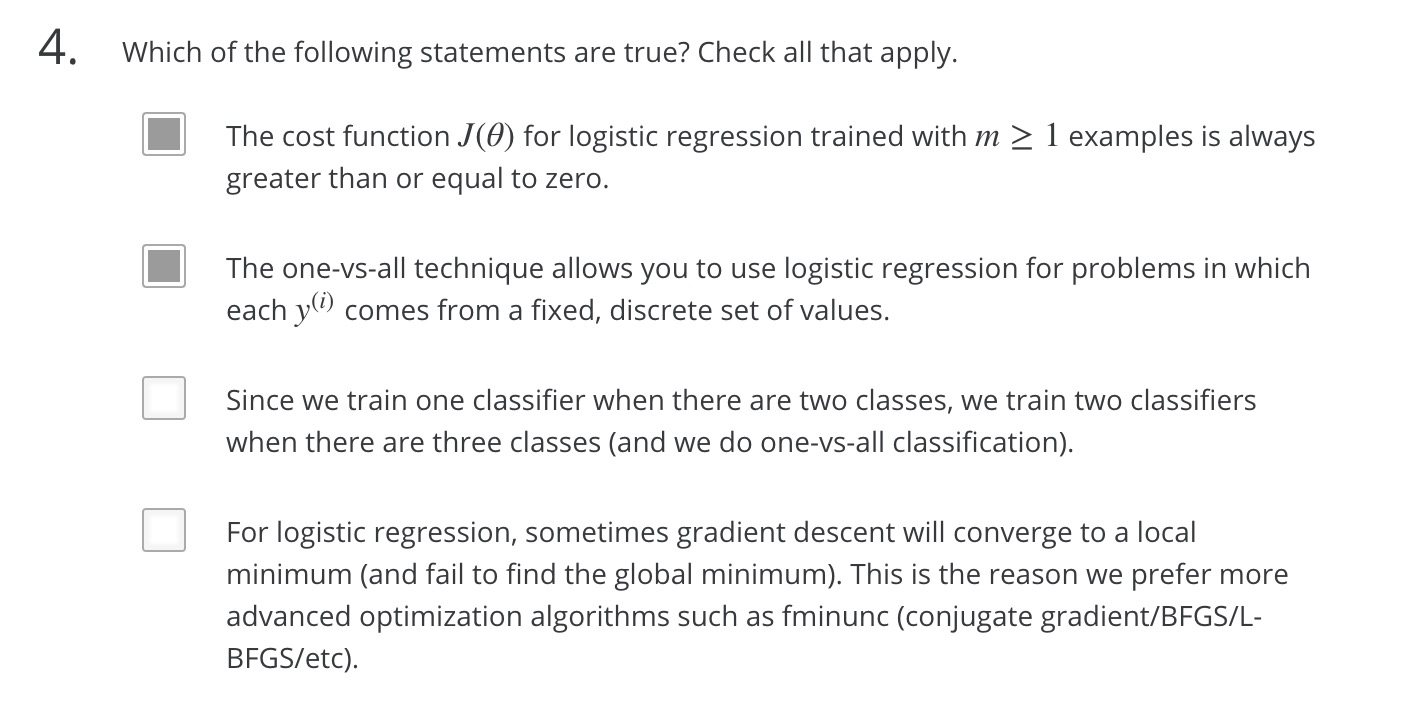 4. Which of the following statements are true? Check all that apply.
The cost function J(θ) for logistic regression trained with m ≥ 1 examples is always
greater than or equal to zero.
The one-vs-all technique allows you to use logistic regression for problems in which
each y⁽ⁱ⁾ comes from a fixed, discrete set of values.
Since we train one classifier when there are two classes, we train two classifiers
when there are three classes (and we do one-vs-all classification).
For logistic regression, sometimes gradient descent will converge to a local
minimum (and fail to find the global minimum). This is the reason we prefer more
advanced optimization algorithms such as fminunc (conjugate gradient/BFGS/L-
BFGS/etc).